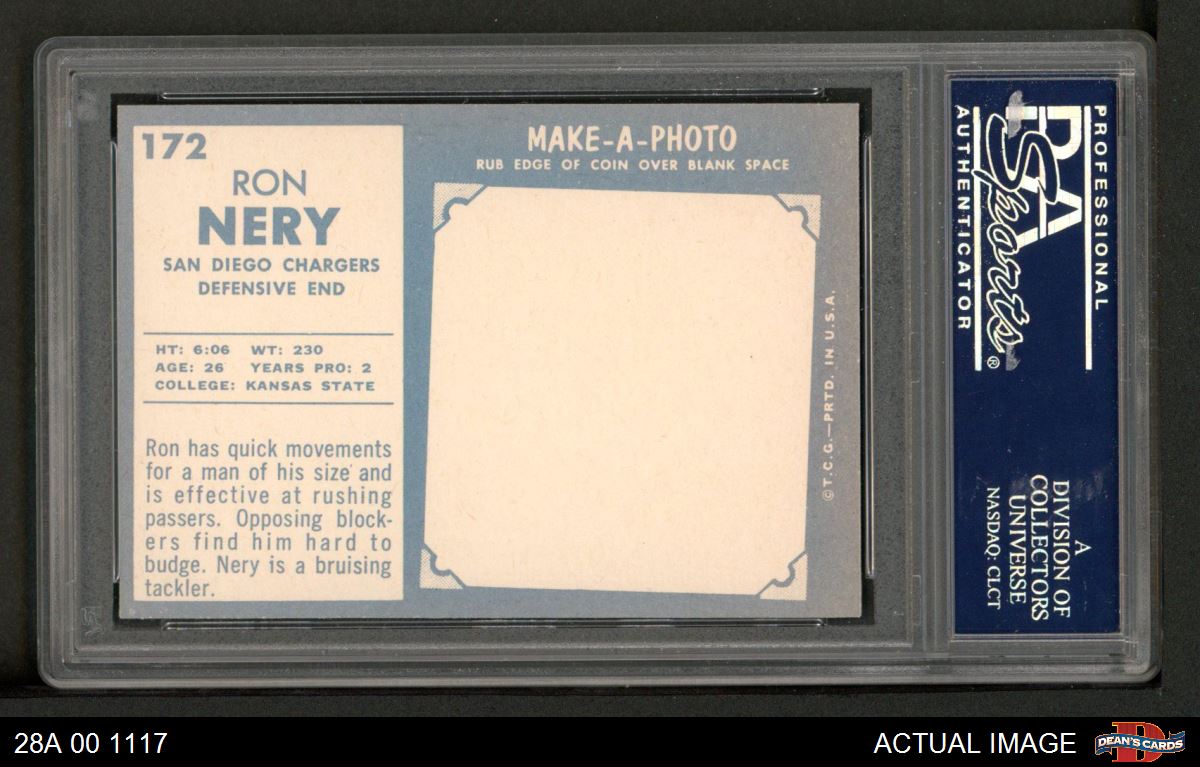 172
RON
NERY
SAN DIEGO CHARGERS
DEFENSIVE END
HT: 6:06 WT: 230
AGE: 26 YEARS PRO: 2
COLLEGE: KANSAS STATE
Ron has quick movements
for a man of his size and
is effective at rushing
passers. Opposing block-
ers find him hard to
budge. Nery is a bruising
tackler.
MAKE-A-PHOTO
RUB EDGE OF COIN OVER BLANK SPACE
©T.C.G.—PRTD. IN U.S.A.
PROFESSIONAL
PSA
Sports®
AUTHENTICATOR
A
DIVISION OF
COLLECTORS
UNIVERSE
NASDAQ: CLCT
28A 00 1117
ACTUAL IMAGE
D
DEAN'S CARDS